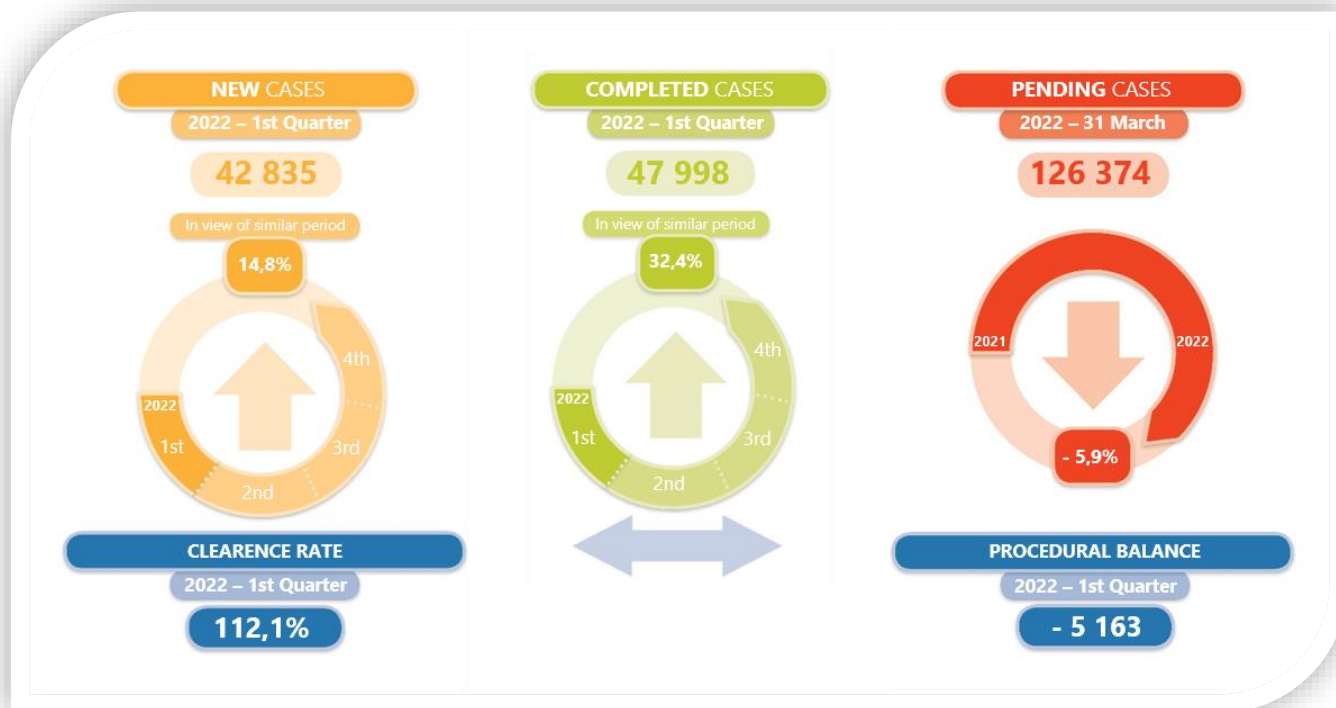 NEW CASES
2022 – 1st Quarter
42 835
In view of similar period
14,8%
4th
2022
1st
3rd
2nd
COMPLETED CASES
2022 – 1st Quarter
47 998
In view of similar period
32,4%
4th
2022
1st
3rd
2nd
PENDING CASES
2022 – 31 March
126 374
2021
2022
- 5,9%
CLEARENCE RATE
2022 – 1st Quarter
112,1%
PROCEDURAL BALANCE
2022 – 1st Quarter
- 5 163